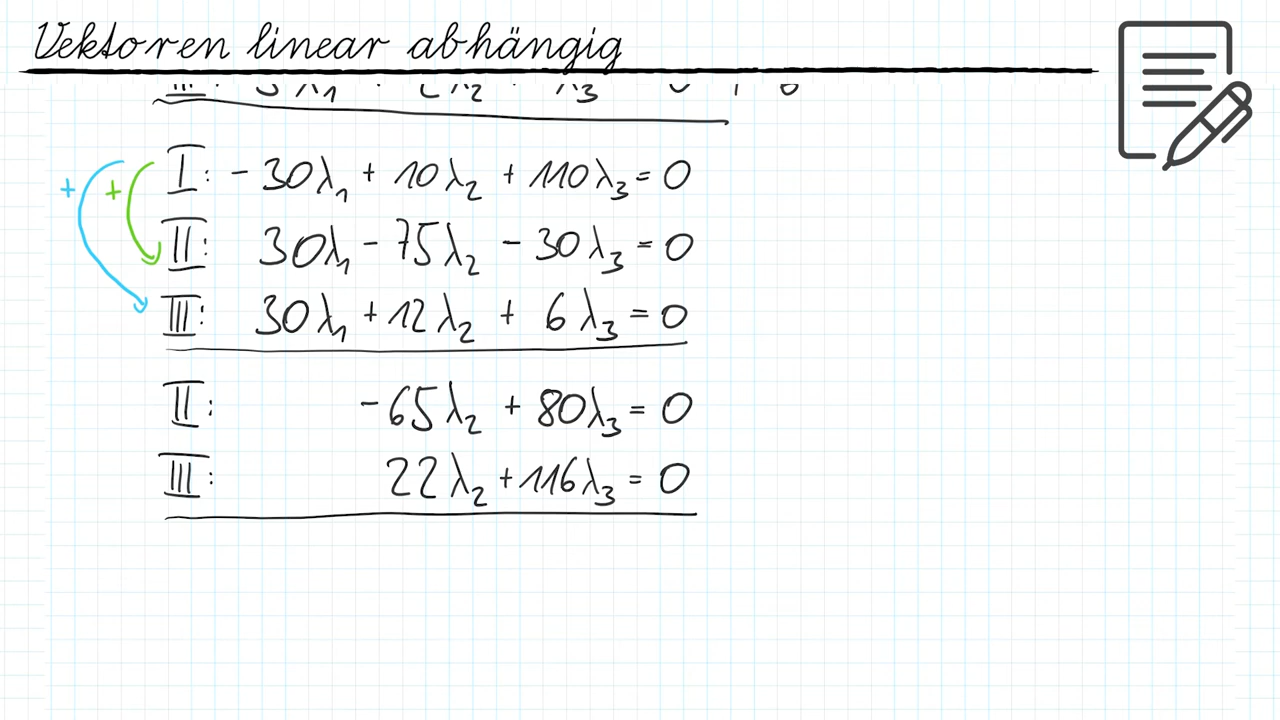 Vektoren linear abhängig
I: - 30λ₁ + 10λ₂ + 110λ₃ = 0
II: 30λ₁ - 75λ₂ - 30λ₃ = 0
III: 30λ₁ + 12λ₂ + 6λ₃ = 0
+ +
II: -65λ₂ + 80λ₃ = 0
III: 22λ₂ + 116λ₃ = 0